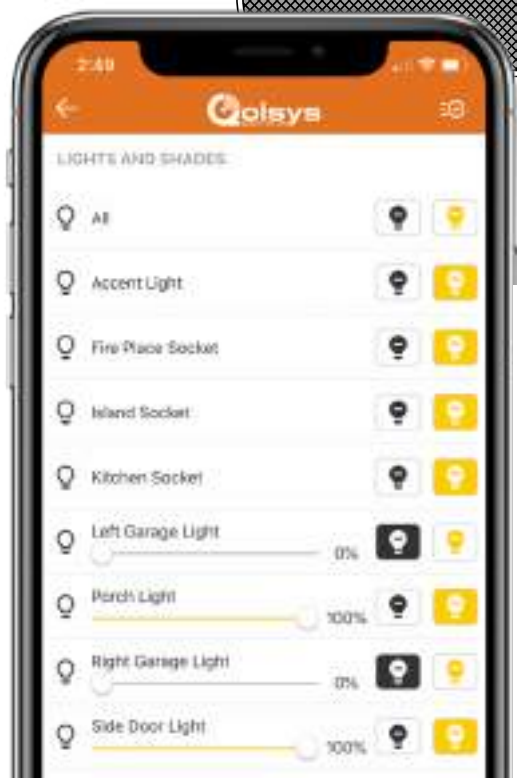 2:49
Qolsys
LIGHTS AND SHADES
All
Accent Light
Fire Place Socket
Island Socket
Kitchen Socket
Left Garage Light
0%
Porch Light
100%
Right Garage Light
0%
Side Door Light
100%